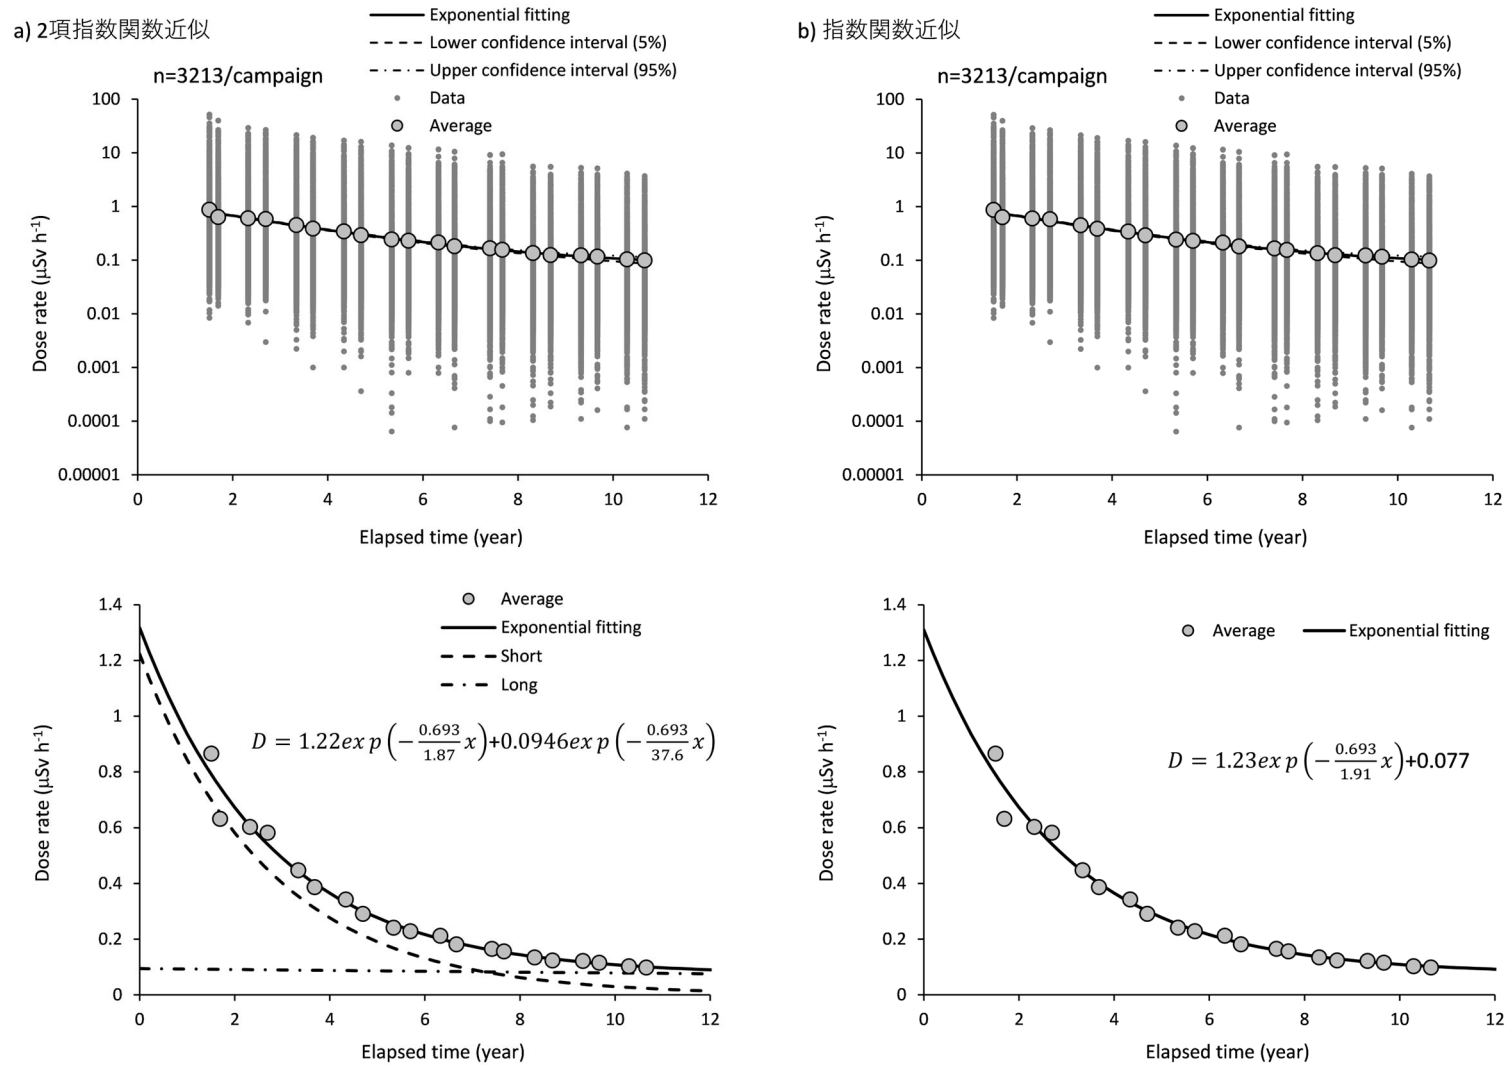 a) 2項指数関数近似
Exponential fitting
Lower confidence interval (5%)
Upper confidence interval (95%)
n=3213/campaign
Data
Average
100
10
1
0.1
0.01
0.001
0.0001
0.00001
Dose rate (µSv h-1)
0 2 4 6 8 10 12
Elapsed time (year)
b) 指数関数近似
Exponential fitting
Lower confidence interval (5%)
Upper confidence interval (95%)
n=3213/campaign
Data
Average
100
10
1
0.1
0.01
0.001
0.0001
0.00001
Dose rate (µSv h-1)
0 2 4 6 8 10 12
Elapsed time (year)
Average
Exponential fitting
Short
Long
D = 1.22exp(−0.693/1.87 x)+0.0946exp(−0.693/37.6 x)
1.4
1.2
1
0.8
0.6
0.4
0.2
0
Dose rate (µSv h-1)
0 2 4 6 8 10 12
Elapsed time (year)
Average Exponential fitting
D = 1.23exp(−0.693/1.91 x)+0.077
1.4
1.2
1
0.8
0.6
0.4
0.2
0
Dose rate (µSv h-1)
0 2 4 6 8 10 12
Elapsed time (year)